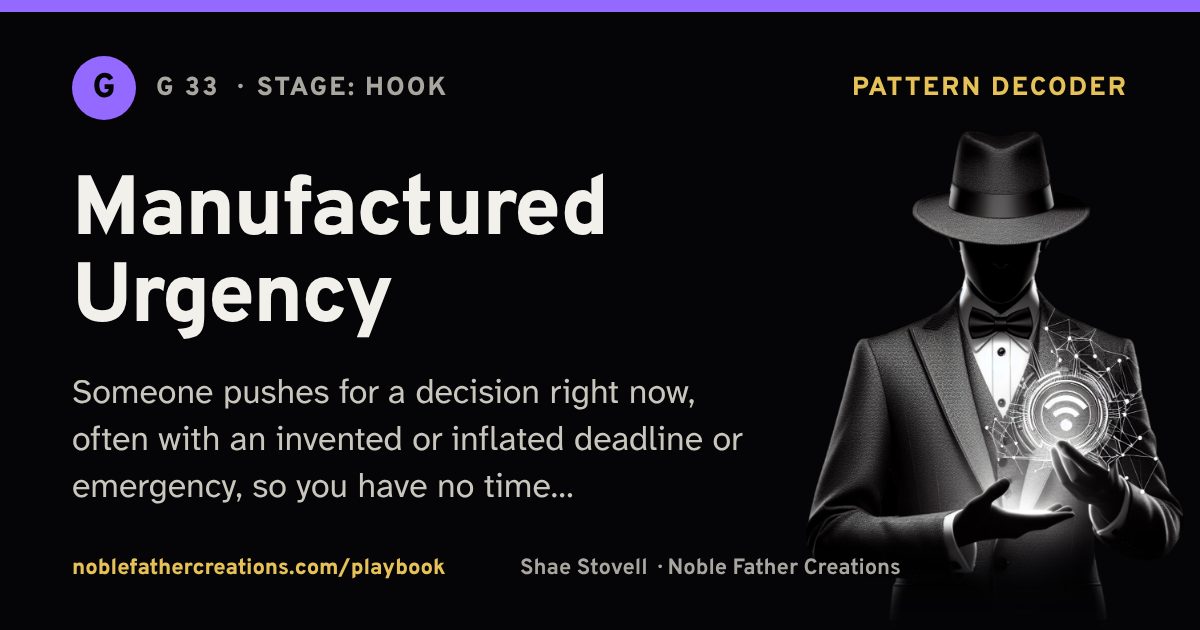 G
G 33 · STAGE: HOOK
PATTERN DECODER
Manufactured
Urgency
Someone pushes for a decision right now,
often with an invented or inflated deadline or
emergency, so you have no time...
noblefathercreations.com/playbook
Shae Stovell · Noble Father Creations